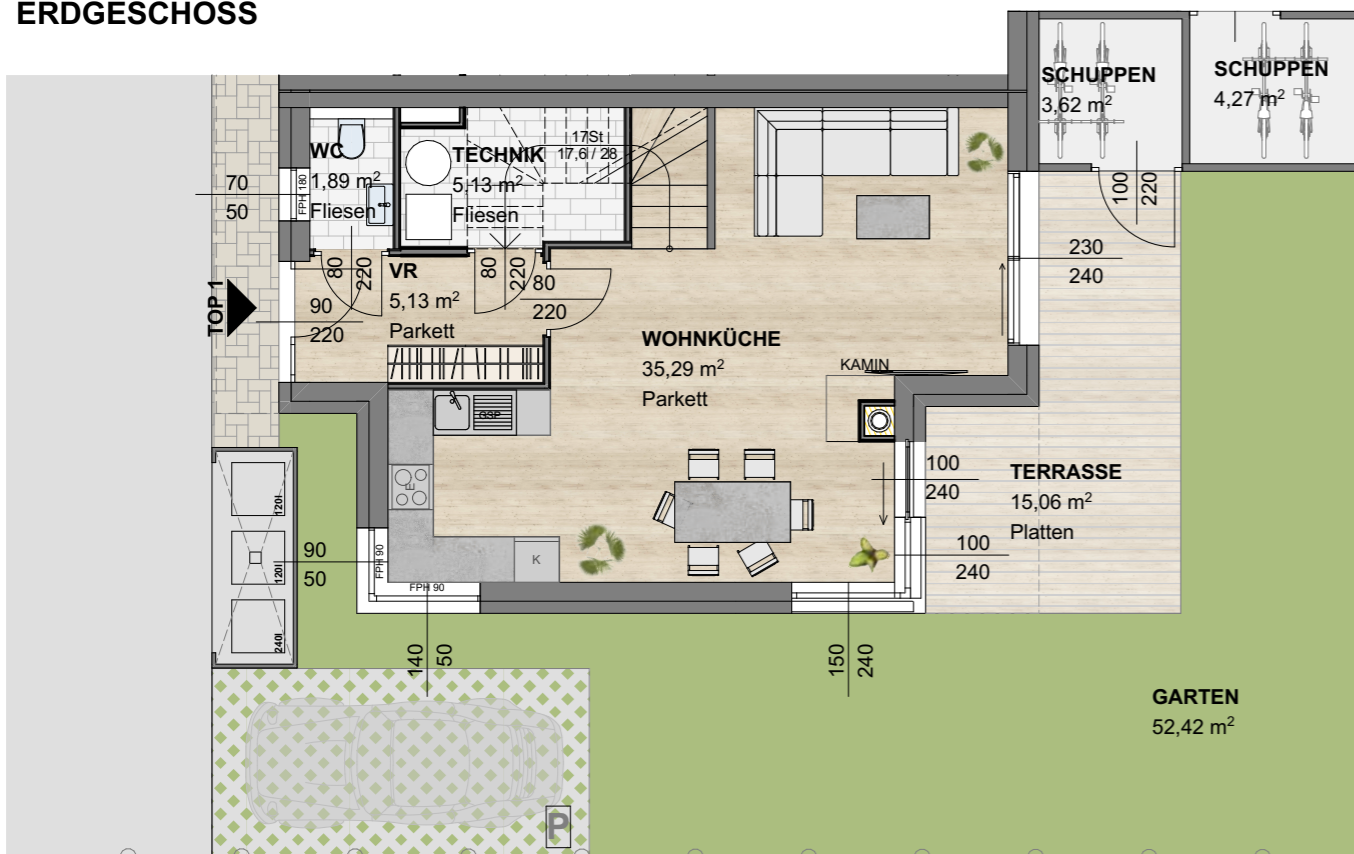 ERDGESCHOSS
SCHUPPEN
3,62 m²
SCHUPPEN
4,27 m²
WC
1,89 m²
Fliesen
FPH 180
70
50
TECHNIK
5,13 m²
Fliesen
17St
17,6 / 28
100
220
230
240
VR
5,13 m²
Parkett
80
220
80
220
80
220
90
220
TOP 1
WOHNKÜCHE
35,29 m²
Parkett
KAMIN
GSP
E
K
100
240
100
240
TERRASSE
15,06 m²
Platten
120l
120l
240l
90
50
FPH 90
FPH 90
140
50
150
240
GARTEN
52,42 m²
P